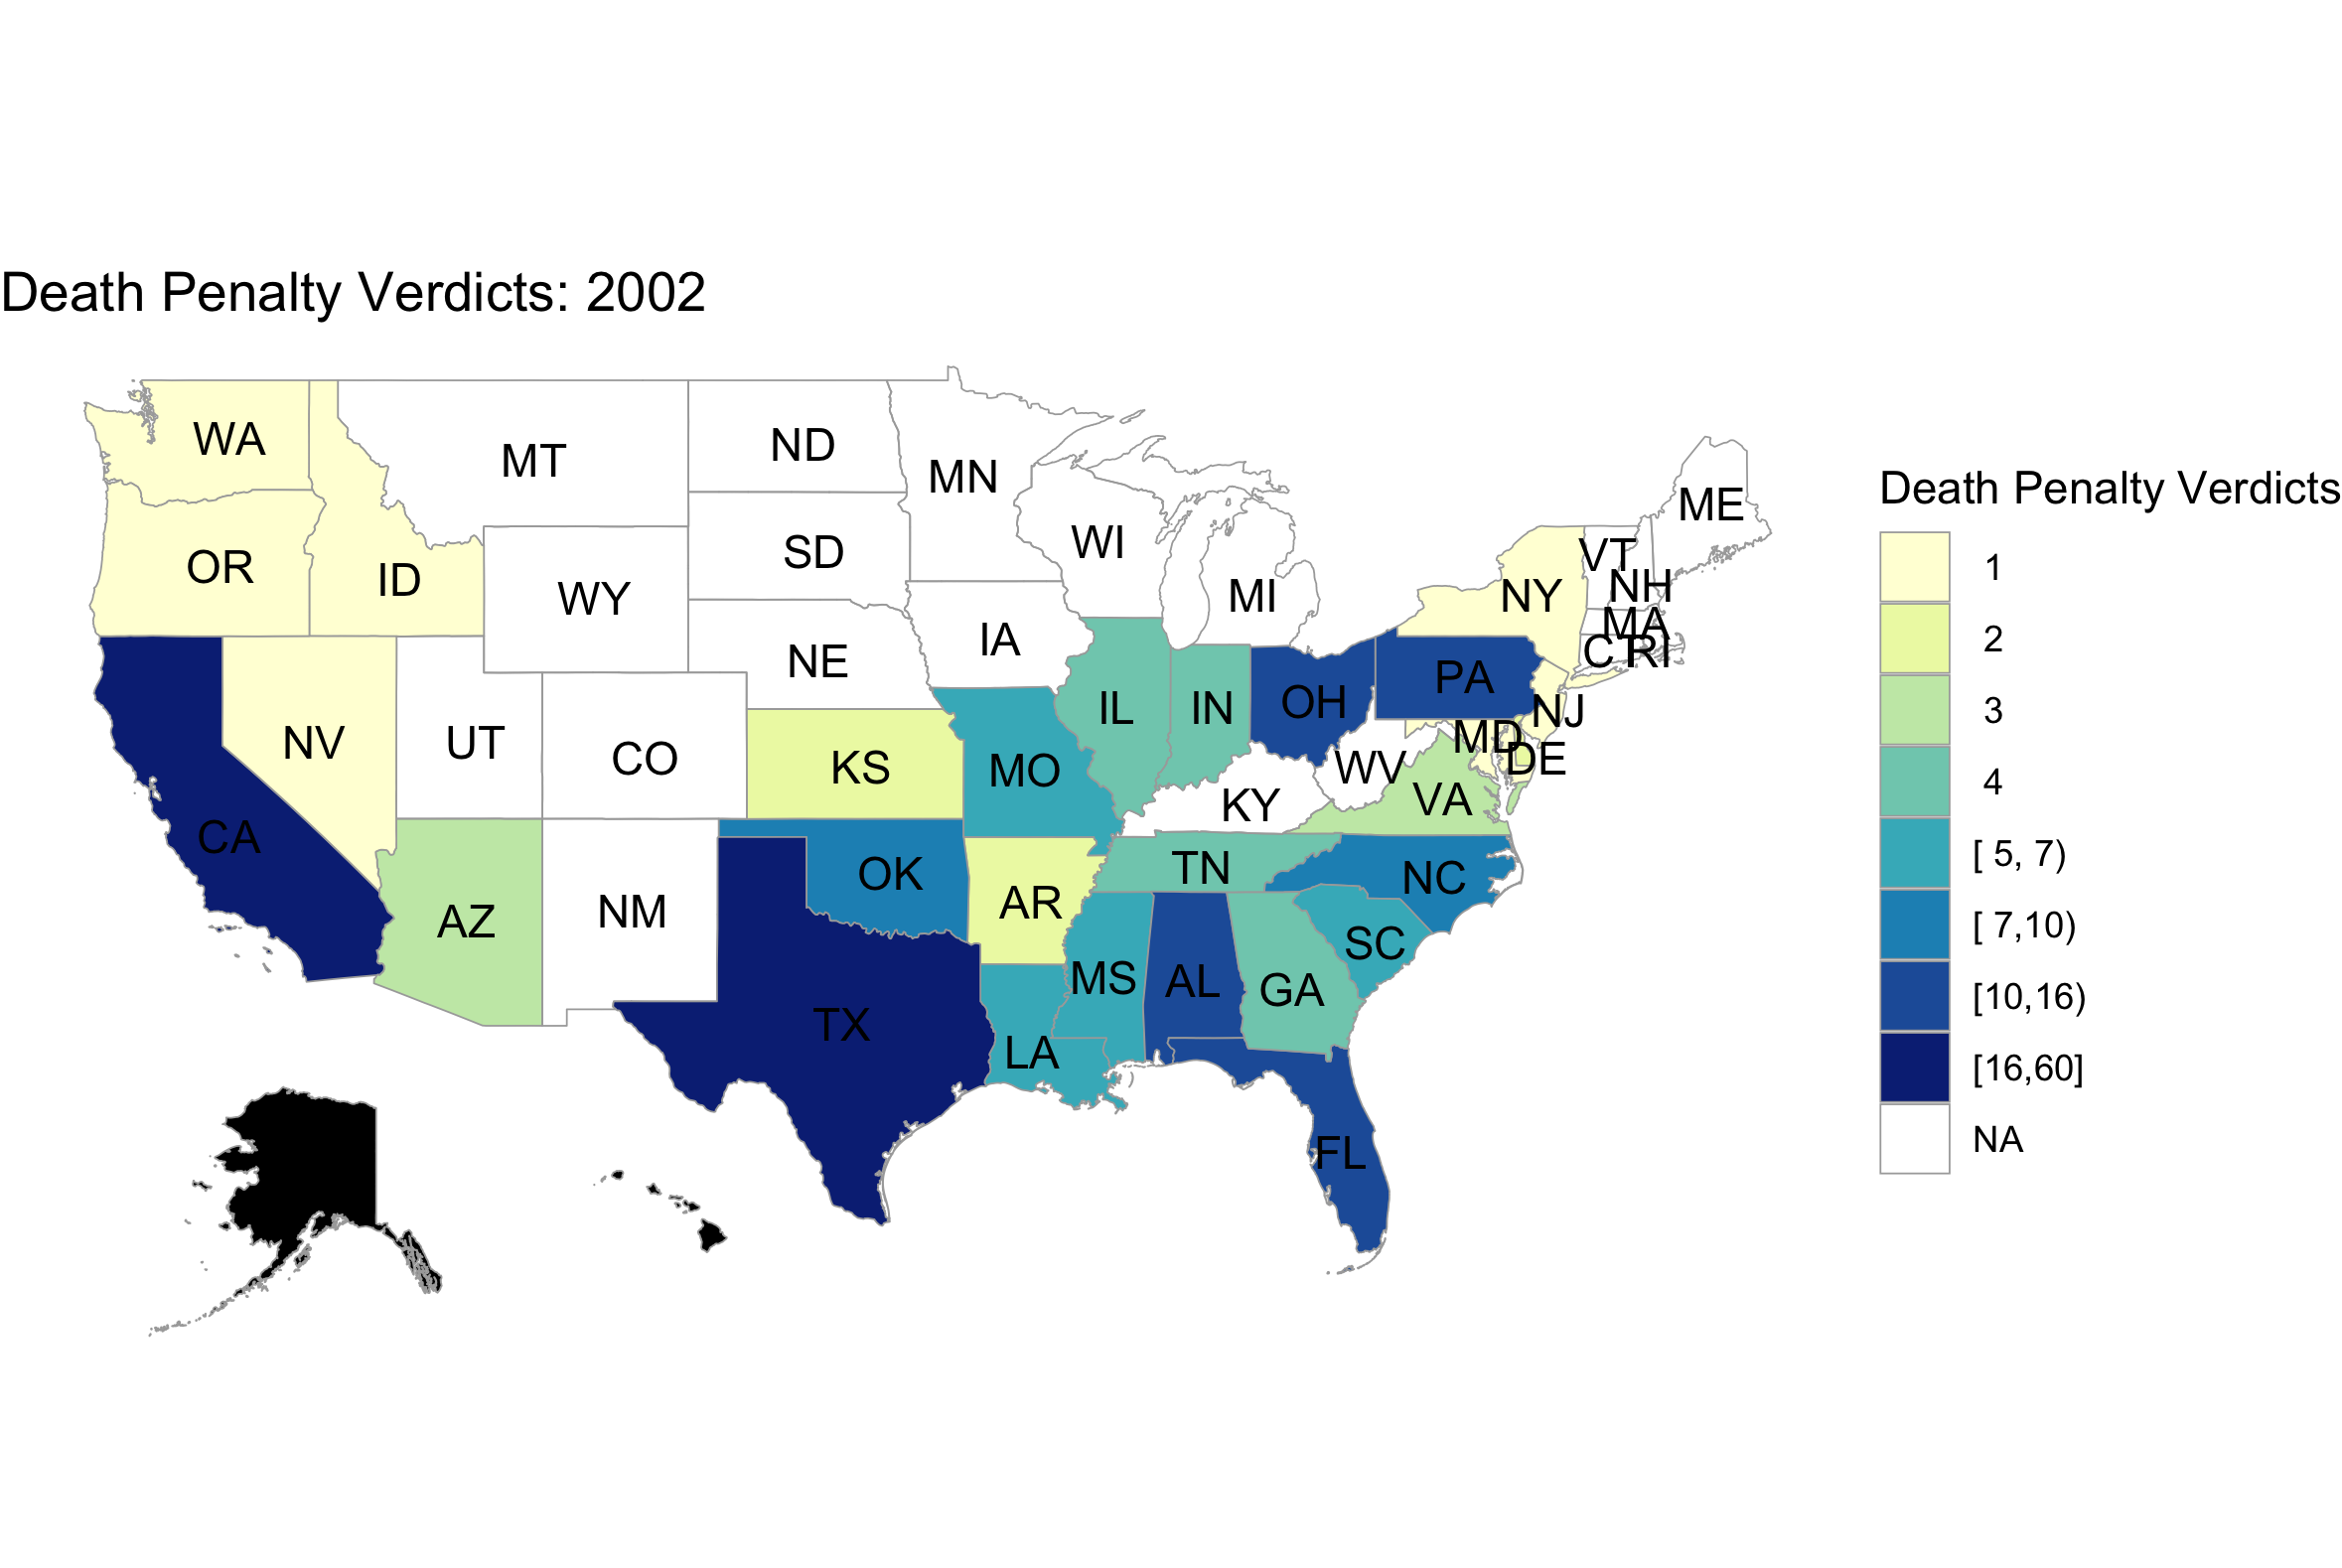 Death Penalty Verdicts: 2002
WA
MT
ND
MN
ME
OR
ID
WY
SD
WI
MI
NY
VT
NH
MA
CT
RI
NV
UT
CO
NE
IA
IL
IN
OH
PA
NJ
MD
DE
WV
VA
KY
KS
MO
CA
AZ
NM
OK
AR
TN
NC
SC
MS
AL
GA
TX
LA
FL
Death Penalty Verdicts
1
2
3
4
[ 5, 7)
[ 7,10)
[10,16)
[16,60]
NA